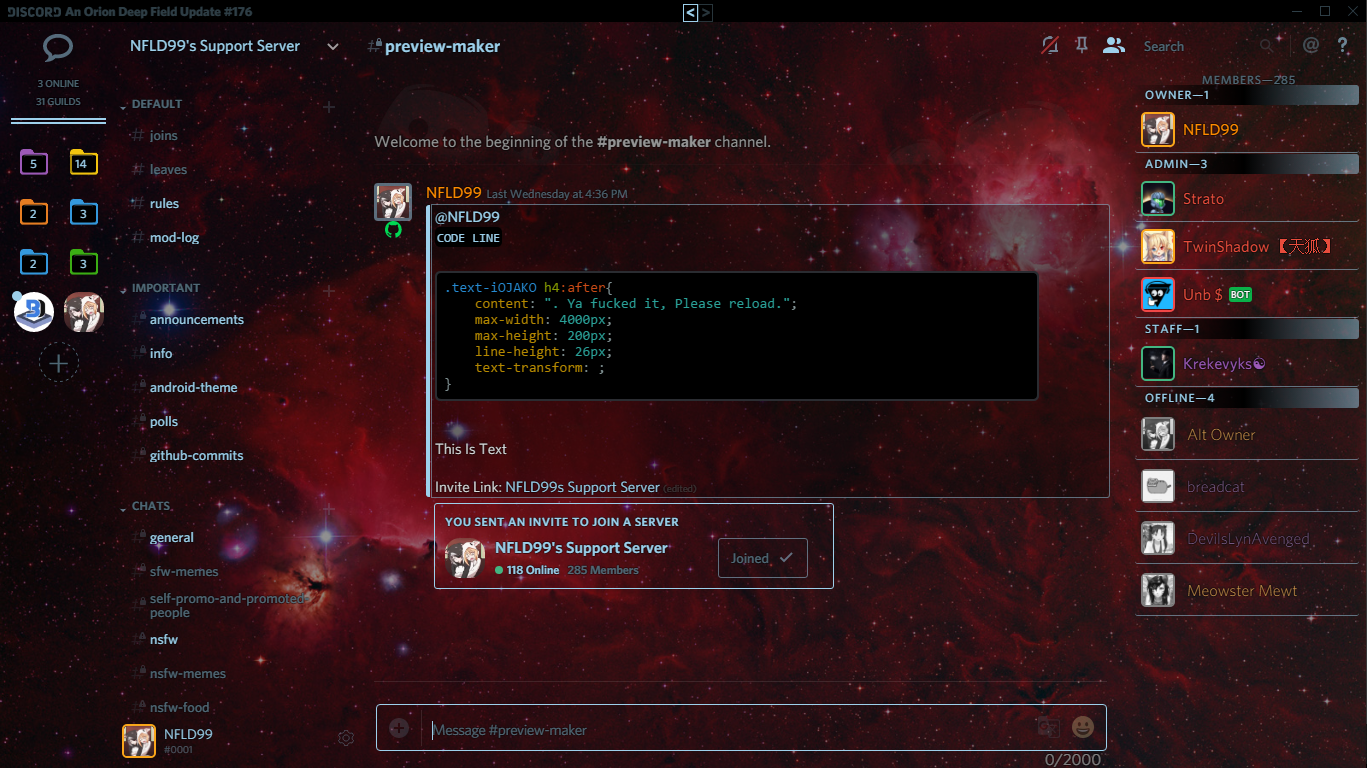 DISCORD An Orion Deep Field Update #176
< >
3 ONLINE
31 GUILDS
5
14
2
3
2
3
NFLD99's Support Server
DEFAULT
joins
leaves
rules
mod-log
IMPORTANT
announcements
info
android-theme
polls
github-commits
CHATS
general
sfw-memes
self-promo-and-promoted-
people
nsfw
nsfw-memes
nsfw-food
NFLD99
#0001
preview-maker
Search
Welcome to the beginning of the #preview-maker channel.
NFLD99 Last Wednesday at 4:36 PM
@NFLD99
CODE LINE
.text-iOJAKO h4:after{
content: ". Ya fucked it, Please reload.";
max-width: 4000px;
max-height: 200px;
line-height: 26px;
text-transform: ;
}
This Is Text
Invite Link: NFLD99s Support Server (edited)
YOU SENT AN INVITE TO JOIN A SERVER
NFLD99's Support Server
118 Online 285 Members
Joined
Message #preview-maker
0/2000
MEMBERS—285
OWNER—1
NFLD99
ADMIN—3
Strato
TwinShadow 【天狐】
Unb $ BOT
STAFF—1
Krekevyks☯
OFFLINE—4
Alt Owner
breadcat
DevilsLynAvenged
Meowster Mewt